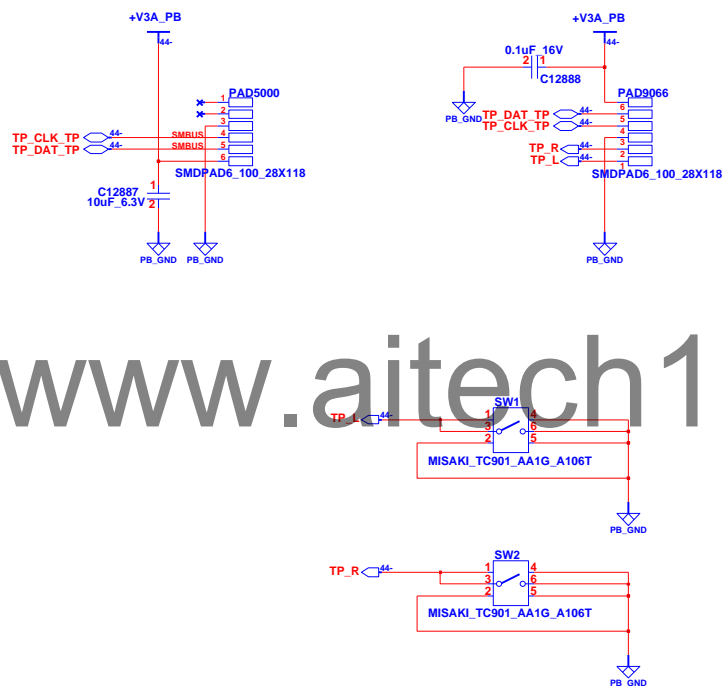 +V3A_PB
44-
1
PAD5000
2
3
TP_CLK_TP
44-
SMBUS
4
TP_DAT_TP
44-
SMBUS
5
6
SMDPAD6_100_28X118
C12887
1
10uF_6.3V
2
PB_GND
PB_GND
+V3A_PB
44-
0.1uF_16V
2
1
C12888
PB_GND
PAD9066
6
TP_DAT_TP
44-
5
TP_CLK_TP
44-
4
TP_R
44-
3
TP_L
44-
2
1
SMDPAD6_100_28X118
PB_GND
www.aitech1
SW1
TP_L
44-
1
4
3
6
2
5
MISAKI_TC901_AA1G_A106T
PB_GND
SW2
TP_R
44-
1
4
3
6
2
5
MISAKI_TC901_AA1G_A106T
PB_GND